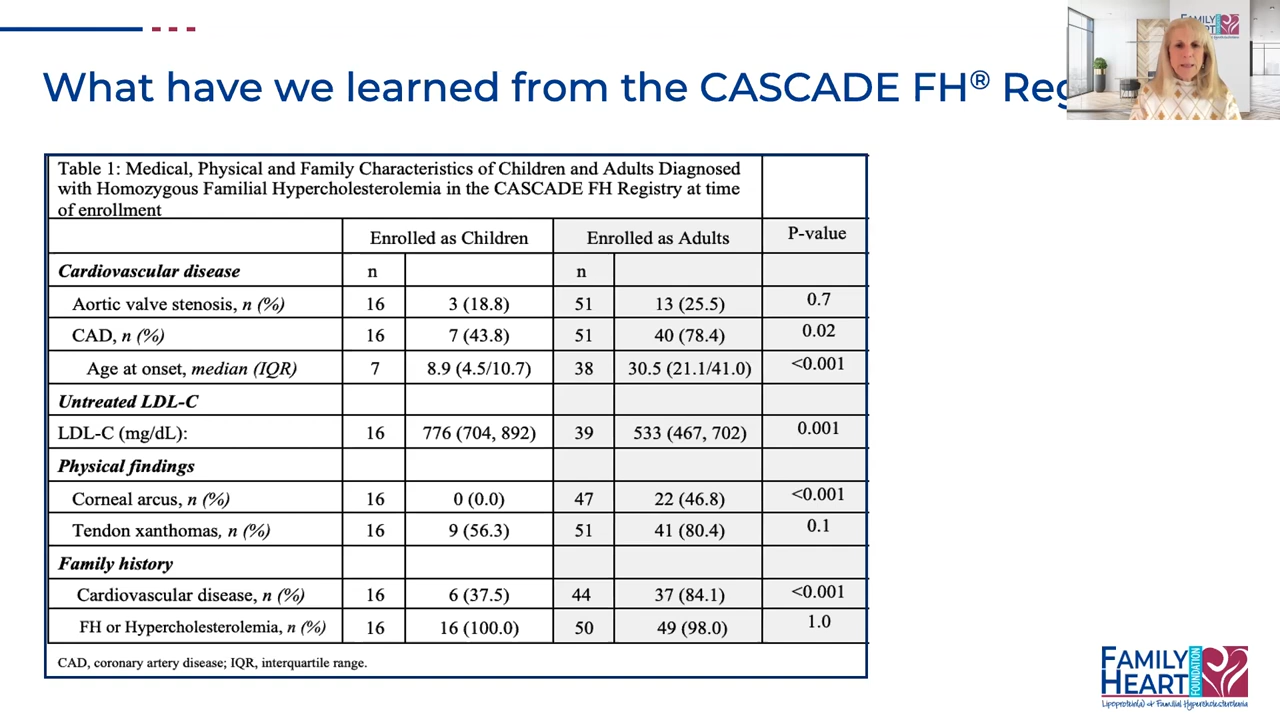 FAMILY
What have we learned from the CASCADE FH® Reg
Table 1: Medical, Physical and Family Characteristics of Children and Adults Diagnosed
with Homozygous Familial Hypercholesterolemia in the CASCADE FH Registry at time
of enrollment
Enrolled as Children Enrolled as Adults P-value
Cardiovascular disease n n
Aortic valve stenosis, n (%) 16 3 (18.8) 51 13 (25.5) 0.7
CAD, n (%) 16 7 (43.8) 51 40 (78.4) 0.02
Age at onset, median (IQR) 7 8.9 (4.5/10.7) 38 30.5 (21.1/41.0) <0.001
Untreated LDL-C
LDL-C (mg/dL): 16 776 (704, 892) 39 533 (467, 702) 0.001
Physical findings
Corneal arcus, n (%) 16 0 (0.0) 47 22 (46.8) <0.001
Tendon xanthomas, n (%) 16 9 (56.3) 51 41 (80.4) 0.1
Family history
Cardiovascular disease, n (%) 16 6 (37.5) 44 37 (84.1) <0.001
FH or Hypercholesterolemia, n (%) 16 16 (100.0) 50 49 (98.0) 1.0
CAD, coronary artery disease; IQR, interquartile range.
FAMILY
HEART FOUNDATION
Lipoprotein(a) & Familial Hypercholesterolemia